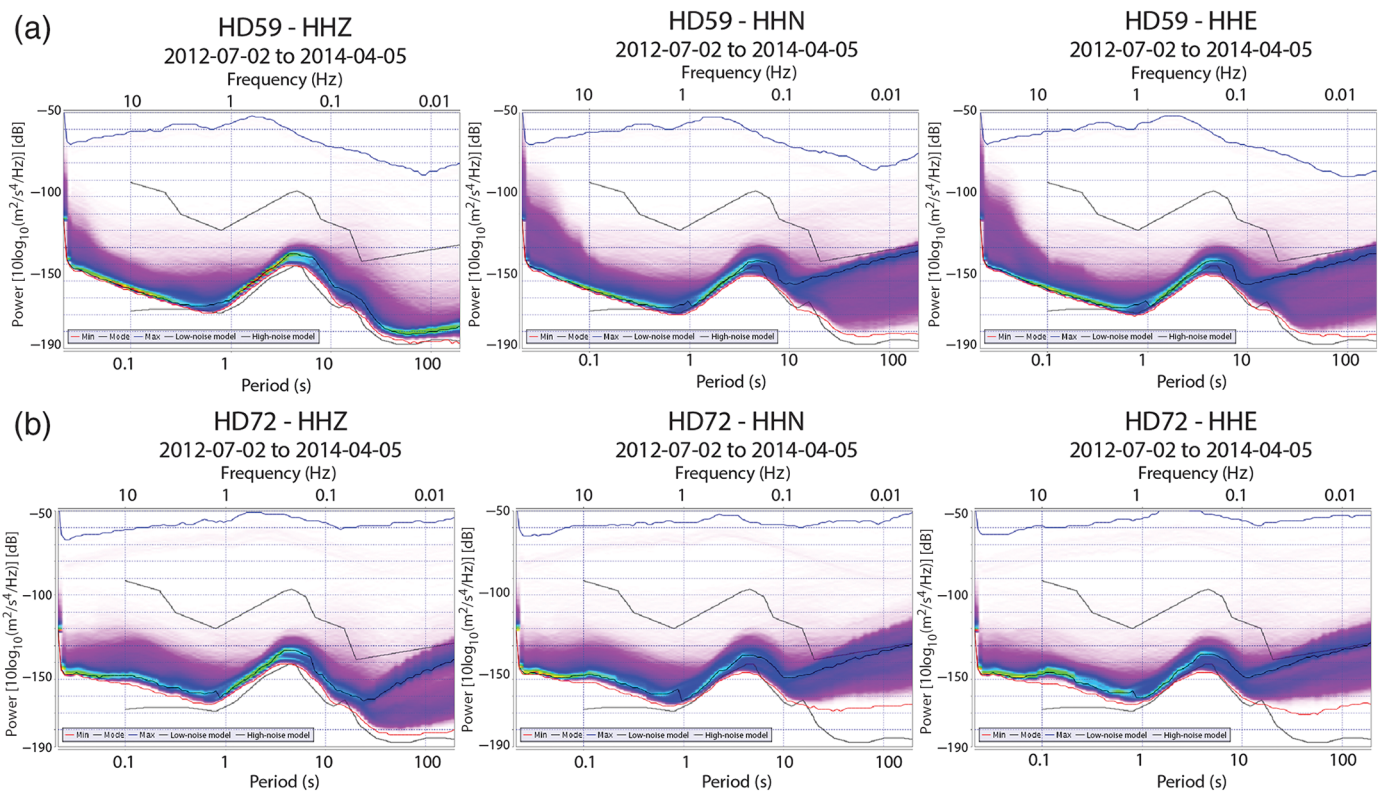 (a)
HD59 - HHZ
2012-07-02 to 2014-04-05
Frequency (Hz)
10 1 0.1 0.01
Power [10log10(m2/s4/Hz)] [dB]
−50
−100
−150
−190
Min Mode Max Low-noise model High-noise model
0.1 1 10 100
Period (s)
HD59 - HHN
2012-07-02 to 2014-04-05
Frequency (Hz)
10 1 0.1 0.01
Power [10log10(m2/s4/Hz)] [dB]
−50
−100
−150
−190
Min Mode Max Low-noise model High-noise model
0.1 1 10 100
Period (s)
HD59 - HHE
2012-07-02 to 2014-04-05
Frequency (Hz)
10 1 0.1 0.01
Power [10log10(m2/s4/Hz)] [dB]
−50
−100
−150
−190
Min Mode Max Low-noise model High-noise model
0.1 1 10 100
Period (s)
(b)
HD72 - HHZ
2012-07-02 to 2014-04-05
Frequency (Hz)
10 1 0.1 0.01
Power [10log10(m2/s4/Hz)] [dB]
−50
−100
−150
−190
Min Mode Max Low-noise model High-noise model
0.1 1 10 100
Period (s)
HD72 - HHN
2012-07-02 to 2014-04-05
Frequency (Hz)
10 1 0.1 0.01
Power [10log10(m2/s4/Hz)] [dB]
−50
−100
−150
−190
Min Mode Max Low-noise model High-noise model
0.1 1 10 100
Period (s)
HD72 - HHE
2012-07-02 to 2014-04-05
Frequency (Hz)
10 1 0.1 0.01
Power [10log10(m2/s4/Hz)] [dB]
−50
−100
−150
−190
Min Mode Max Low-noise model High-noise model
0.1 1 10 100
Period (s)